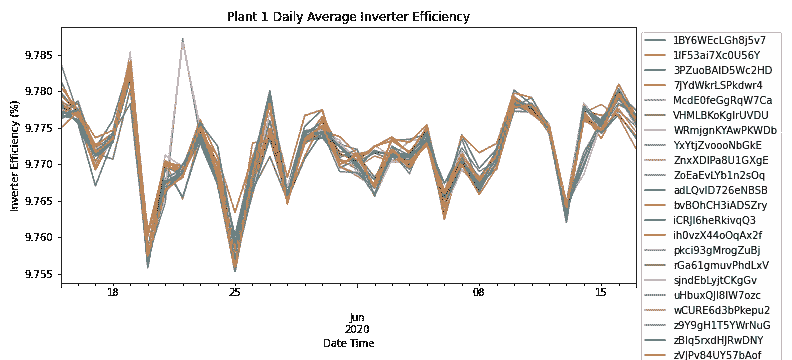 Plant 1 Daily Average Inverter Efficiency
Inverter Efficiency (%)
9.785
9.780
9.775
9.770
9.765
9.760
9.755
18
25
Jun
2020
08
15
Date Time
1BY6WEcLGh8j5v7
1IF53ai7Xc0U56Y
3PZuoBAID5Wc2HD
7JYdWkrLSPkdwr4
McdE0feGgRqW7Ca
VHMLBKoKgIrUVDU
WRmjgnKYAwPKWDb
YxYtjZvoooNbGkE
ZnxXDlPa8U1GXgE
ZoEaEvLYb1n2sOq
adLQvlD726eNBSB
bvBOhCH3iADSZry
iCRJl6heRkivqQ3
ih0vzX44oOqAx2f
pkci93gMrogZuBj
rGa61gmuvPhdLxV
sjndEbLyjtCKgGv
uHbuxQJl8lW7ozc
wCURE6d3bPkepu2
z9Y9gH1T5YWrNuG
zBIq5rxdHJRwDNY
zVJPv84UY57bAof